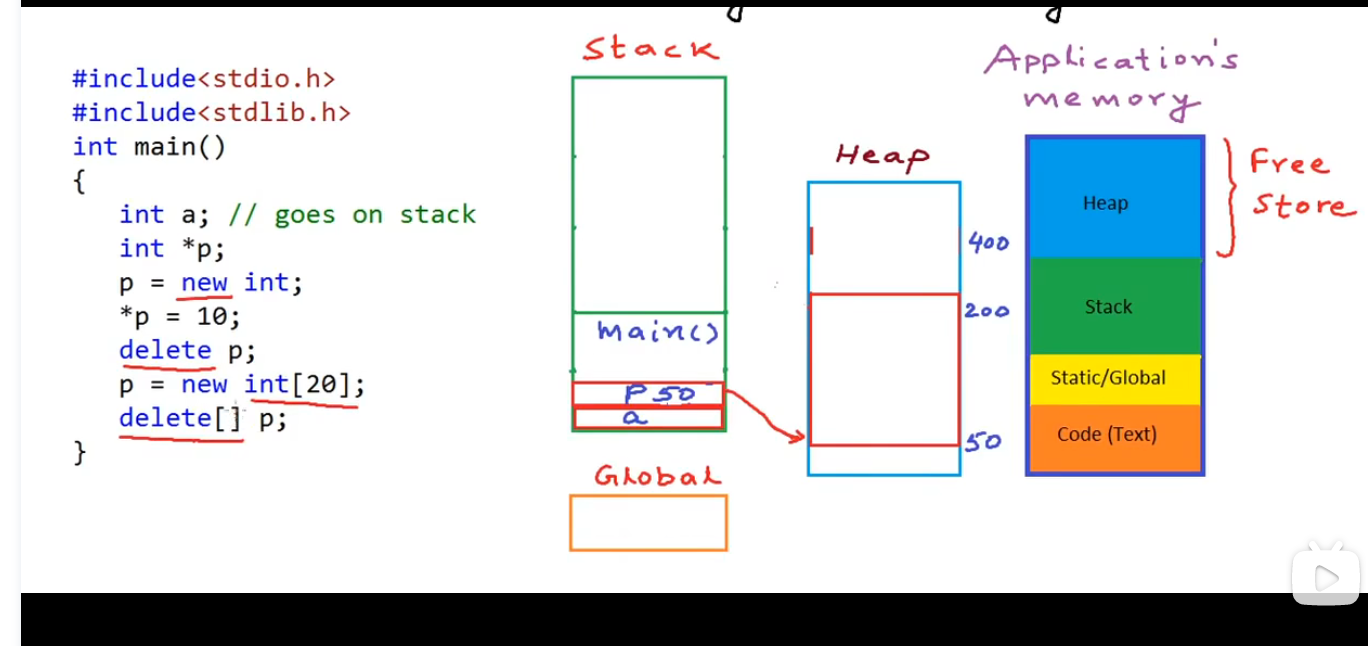 #include<stdio.h>
#include<stdlib.h>
int main()
{
int a; // goes on stack
int *p;
p = new int;
*p = 10;
delete p;
p = new int[20];
delete[] p;
}
Stack
main()
P 50
a
Global
Heap
400
200
50
Application's
memory
Heap
Stack
Static/Global
Code (Text)
Free
Store